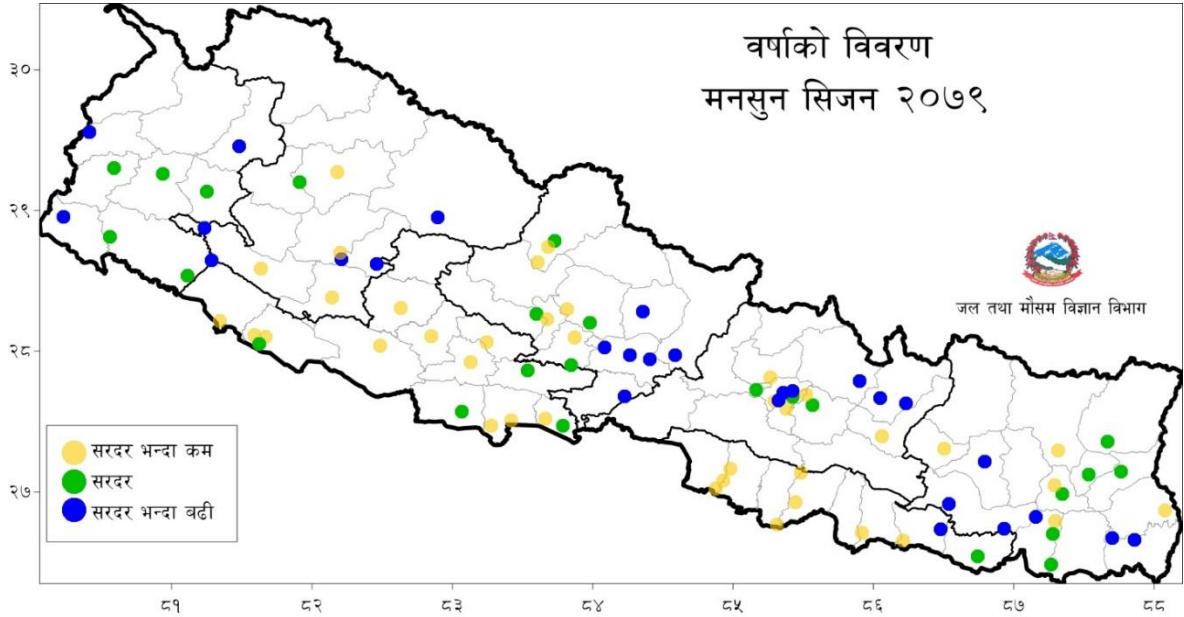 वर्षाको विवरण
मनसुन सिजन २०७९
३०
२९
२८
२७
जल तथा मौसम विज्ञान विभाग
सरदर भन्दा कम
सरदर
सरदर भन्दा बढी
८१ ८२ ८३ ८४ ८५ ८६ ८७ ८८